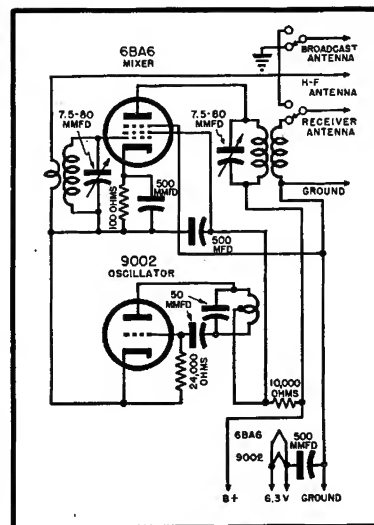 6BA6
MIXER
BROADCAST
ANTENNA
H-F
ANTENNA
RECEIVER
ANTENNA
7.5-80
MMFD
7.5-80
MMFD
100 OHMS
500
MMFD
500
MFD
GROUND
9002
OSCILLATOR
50
MMFD
24,000
OHMS
10,000
OHMS
6BA6
9002
500
MMFD
B+
6.3 V
GROUND